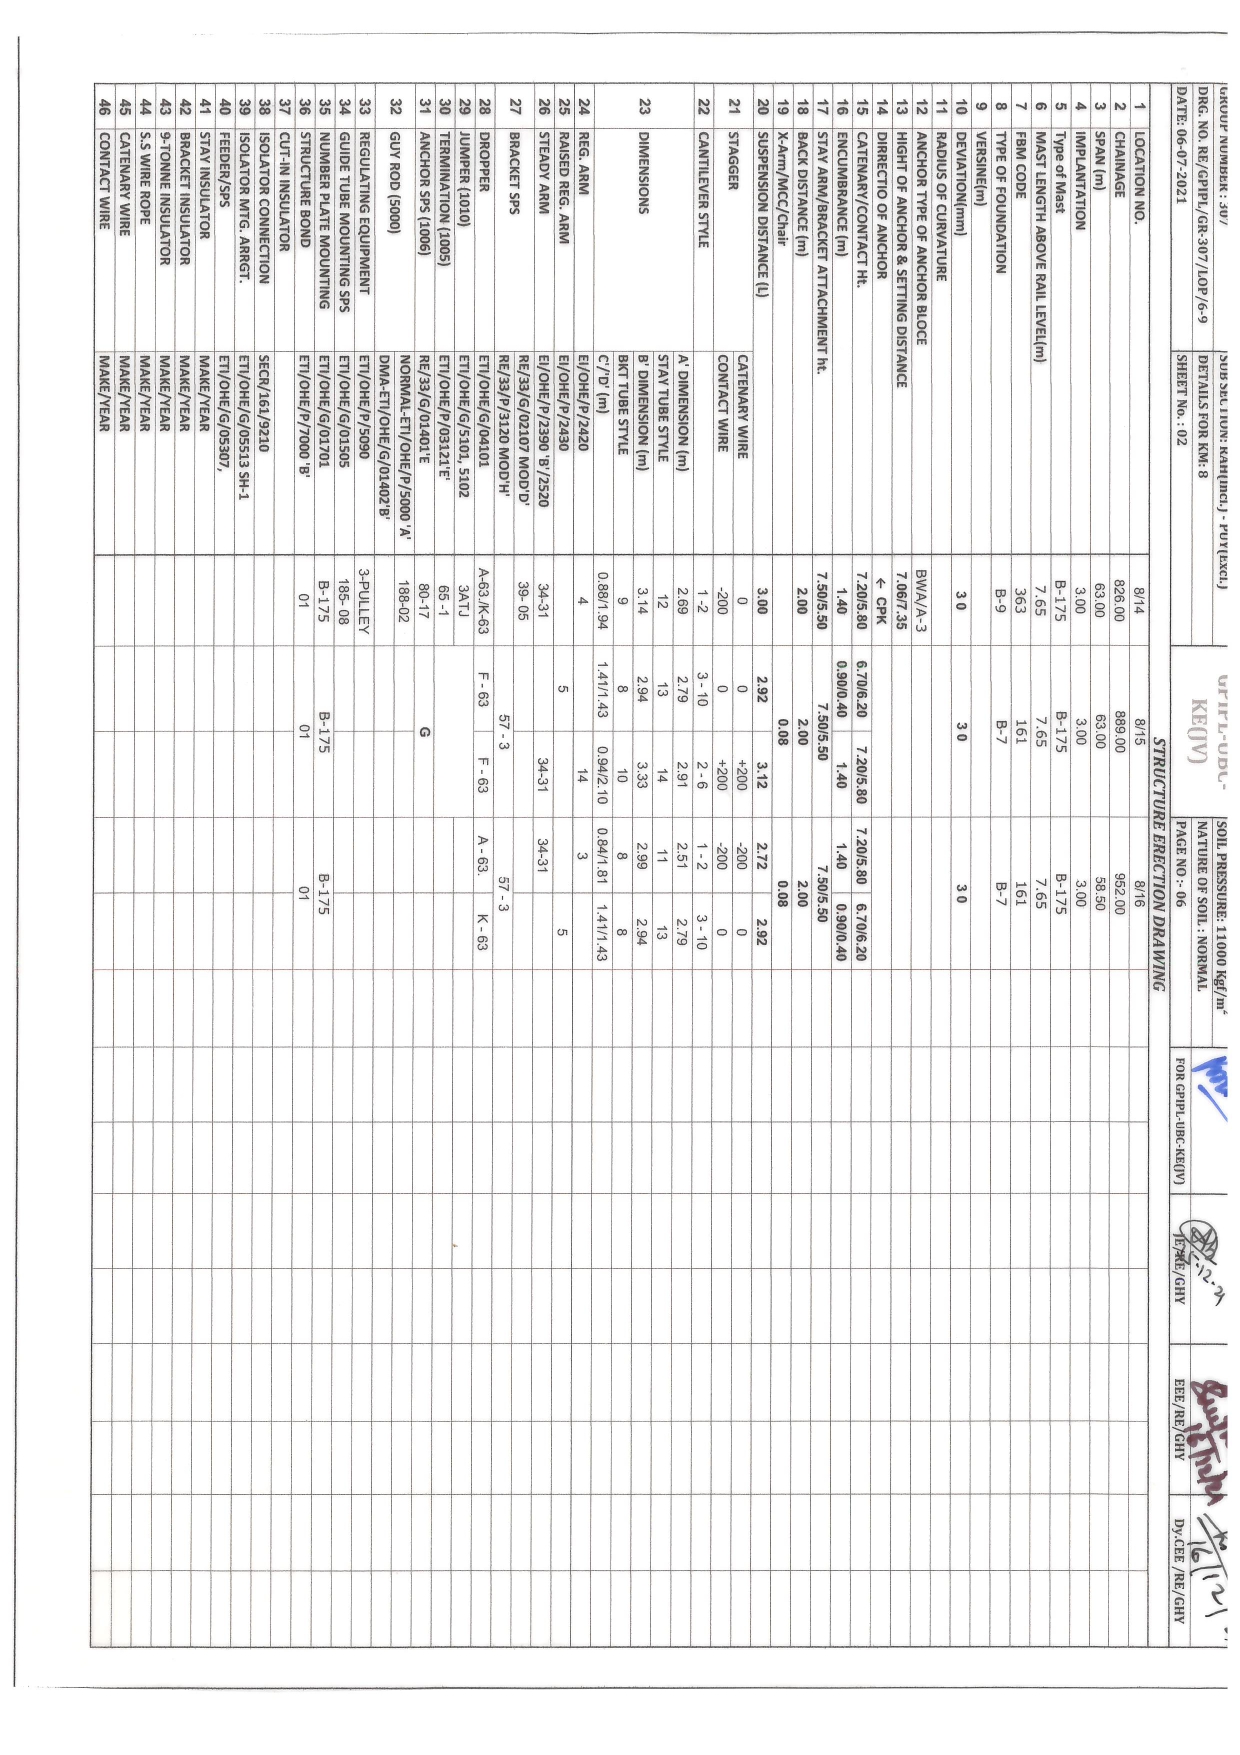 GROUP NUMBER : 307 SUB SECTION: RAH(Incl.) - PUY(Excl.) GPIPL-UBC- SOIL PRESSURE: 11000 Kgf/m²
DRG. NO. RE/GPIPL/GR-307/LOP/6-9 DETAILS FOR KM: 8 KE(JV) NATURE OF SOIL : NORMAL
DATE: 06-07-2021 SHEET No. : 02 PAGE NO :- 06 FOR GPIPL-UBC-KE(JV) JE/RE/GHY EEE/RE/GHY Dy.CEE /RE/GHY
STRUCTURE ERECTION DRAWING
1 LOCATION NO. 8/14 8/15 8/16
2 CHAINAGE 826.00 889.00 952.00
3 SPAN (m) 63.00 63.00 58.50
4 IMPLANTATION 3.00 3.00 3.00
5 Type of Mast B-175 B-175 B-175
6 MAST LENGTH ABOVE RAIL LEVEL(m) 7.65 7.65 7.65
7 FBM CODE 363 161 161
8 TYPE OF FOUNDATION B-9 B-7 B-7
9 VERSINE(m)
10 DEVIATION(mm) 30 30 30
11 RADIUS OF CURVATURE
12 ANCHOR TYPE OF ANCHOR BLOCE BWA/A-3
13 HIGHT OF ANCHOR & SETTING DISTANCE 7.06/7.35
14 DIRRECTIO OF ANCHOR ← CPK
15 CATENARY/CONTACT Ht. 7.20/5.80 6.70/6.20 7.20/5.80 7.20/5.80 6.70/6.20
16 ENCUMBRANCE (m) 1.40 0.90/0.40 1.40 1.40 0.90/0.40
17 STAY ARM/BRACKET ATTACHMENT ht. 7.50/5.50 7.50/5.50 7.50/5.50
18 BACK DISTANCE (m) 2.00 2.00 2.00
19 X-Arm/MCC/Chair 0.08 0.08
20 SUSPENSION DISTANCE (L) 3.00 2.92 3.12 2.72 2.92
21 STAGGER CATENARY WIRE 0 0 +200 -200 0
CONTACT WIRE -200 0 +200 -200 0
22 CANTILEVER STYLE 1 -2 3 - 10 2 - 6 1 - 2 3 - 10
23 DIMENSIONS A' DIMENSION (m) 2.69 2.79 2.91 2.51 2.79
STAY TUBE STYLE 12 13 14 11 13
B' DIMENSION (m) 3.14 2.94 3.33 2.99 2.94
BKT TUBE STYLE 9 8 10 8 8
C'/'D' (m) 0.88/1.94 1.41/1.43 0.94/2.10 0.84/1.81 1.41/1.43
24 REG. ARM EI/OHE/P/2420 4 14 3
25 RAISED REG. ARM EI/OHE/P/2430 5 5
26 STEADY ARM EI/OHE/P/2390 'B'/2520 34-31 34-31 34-31
27 BRACKET SPS RE/33/G/02107 MOD'D' 39- 05
RE/33/P/3120 MOD'H' 57 - 3 57 - 3
28 DROPPER ETI/OHE/G/04101 A-63./K-63 F - 63 F - 63 A - 63. K - 63
29 JUMPER (1010) ETI/OHE/G/5101, 5102 3ATJ
30 TERMINATION (1005) ETI/OHE/P/03121'E' 65 -1
31 ANCHOR SPS (1006) RE/33/G/01401'E 80-17 G
32 GUY ROD (5000) NORMAL-ETI/OHE/P/5000 'A' 188-02
DMA-ETI/OHE/G/01402'B'
33 REGULATING EQUIPMENT ETI/OHE/P/5090 3-PULLEY
34 GUIDE TUBE MOUNTING SPS ETI/OHE/G/01505 185- 08
35 NUMBER PLATE MOUNTING ETI/OHE/G/01701 B-175 B-175 B-175
36 STRUCTURE BOND ETI/OHE/P/7000 'B' 01 01 01
37 CUT-IN INSULATOR
38 ISOLATOR CONNECTION SECR/161/9210
39 ISOLATOR MTG. ARRGT. ETI/OHE/G/05513 SH-1
40 FEEDER/SPS ETI/OHE/G/05307,
41 STAY INSULATOR MAKE/YEAR
42 BRACKET INSULATOR MAKE/YEAR
43 9-TONNE INSULATOR MAKE/YEAR
44 S.S WIRE ROPE MAKE/YEAR
45 CATENARY WIRE MAKE/YEAR
46 CONTACT WIRE MAKE/YEAR